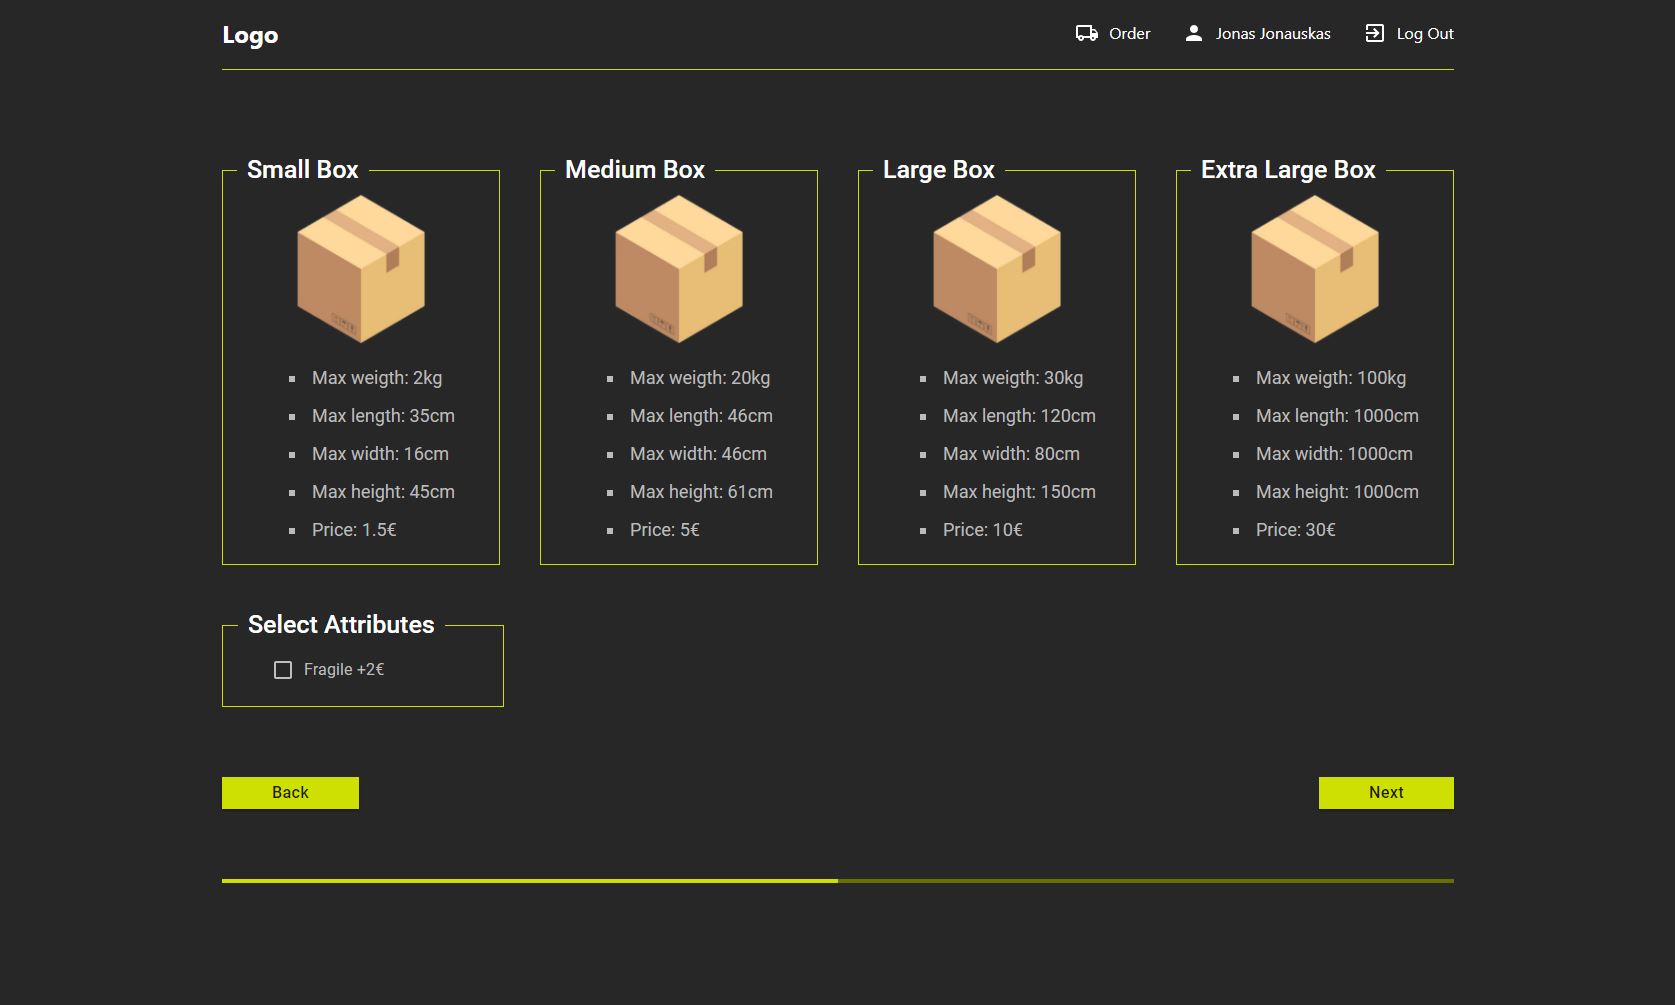 Logo
Order
Jonas Jonauskas
Log Out
Small Box
Max weigth: 2kg
Max length: 35cm
Max width: 16cm
Max height: 45cm
Price: 1.5€
Medium Box
Max weigth: 20kg
Max length: 46cm
Max width: 46cm
Max height: 61cm
Price: 5€
Large Box
Max weigth: 30kg
Max length: 120cm
Max width: 80cm
Max height: 150cm
Price: 10€
Extra Large Box
Max weigth: 100kg
Max length: 1000cm
Max width: 1000cm
Max height: 1000cm
Price: 30€
Select Attributes
Fragile +2€
Back
Next